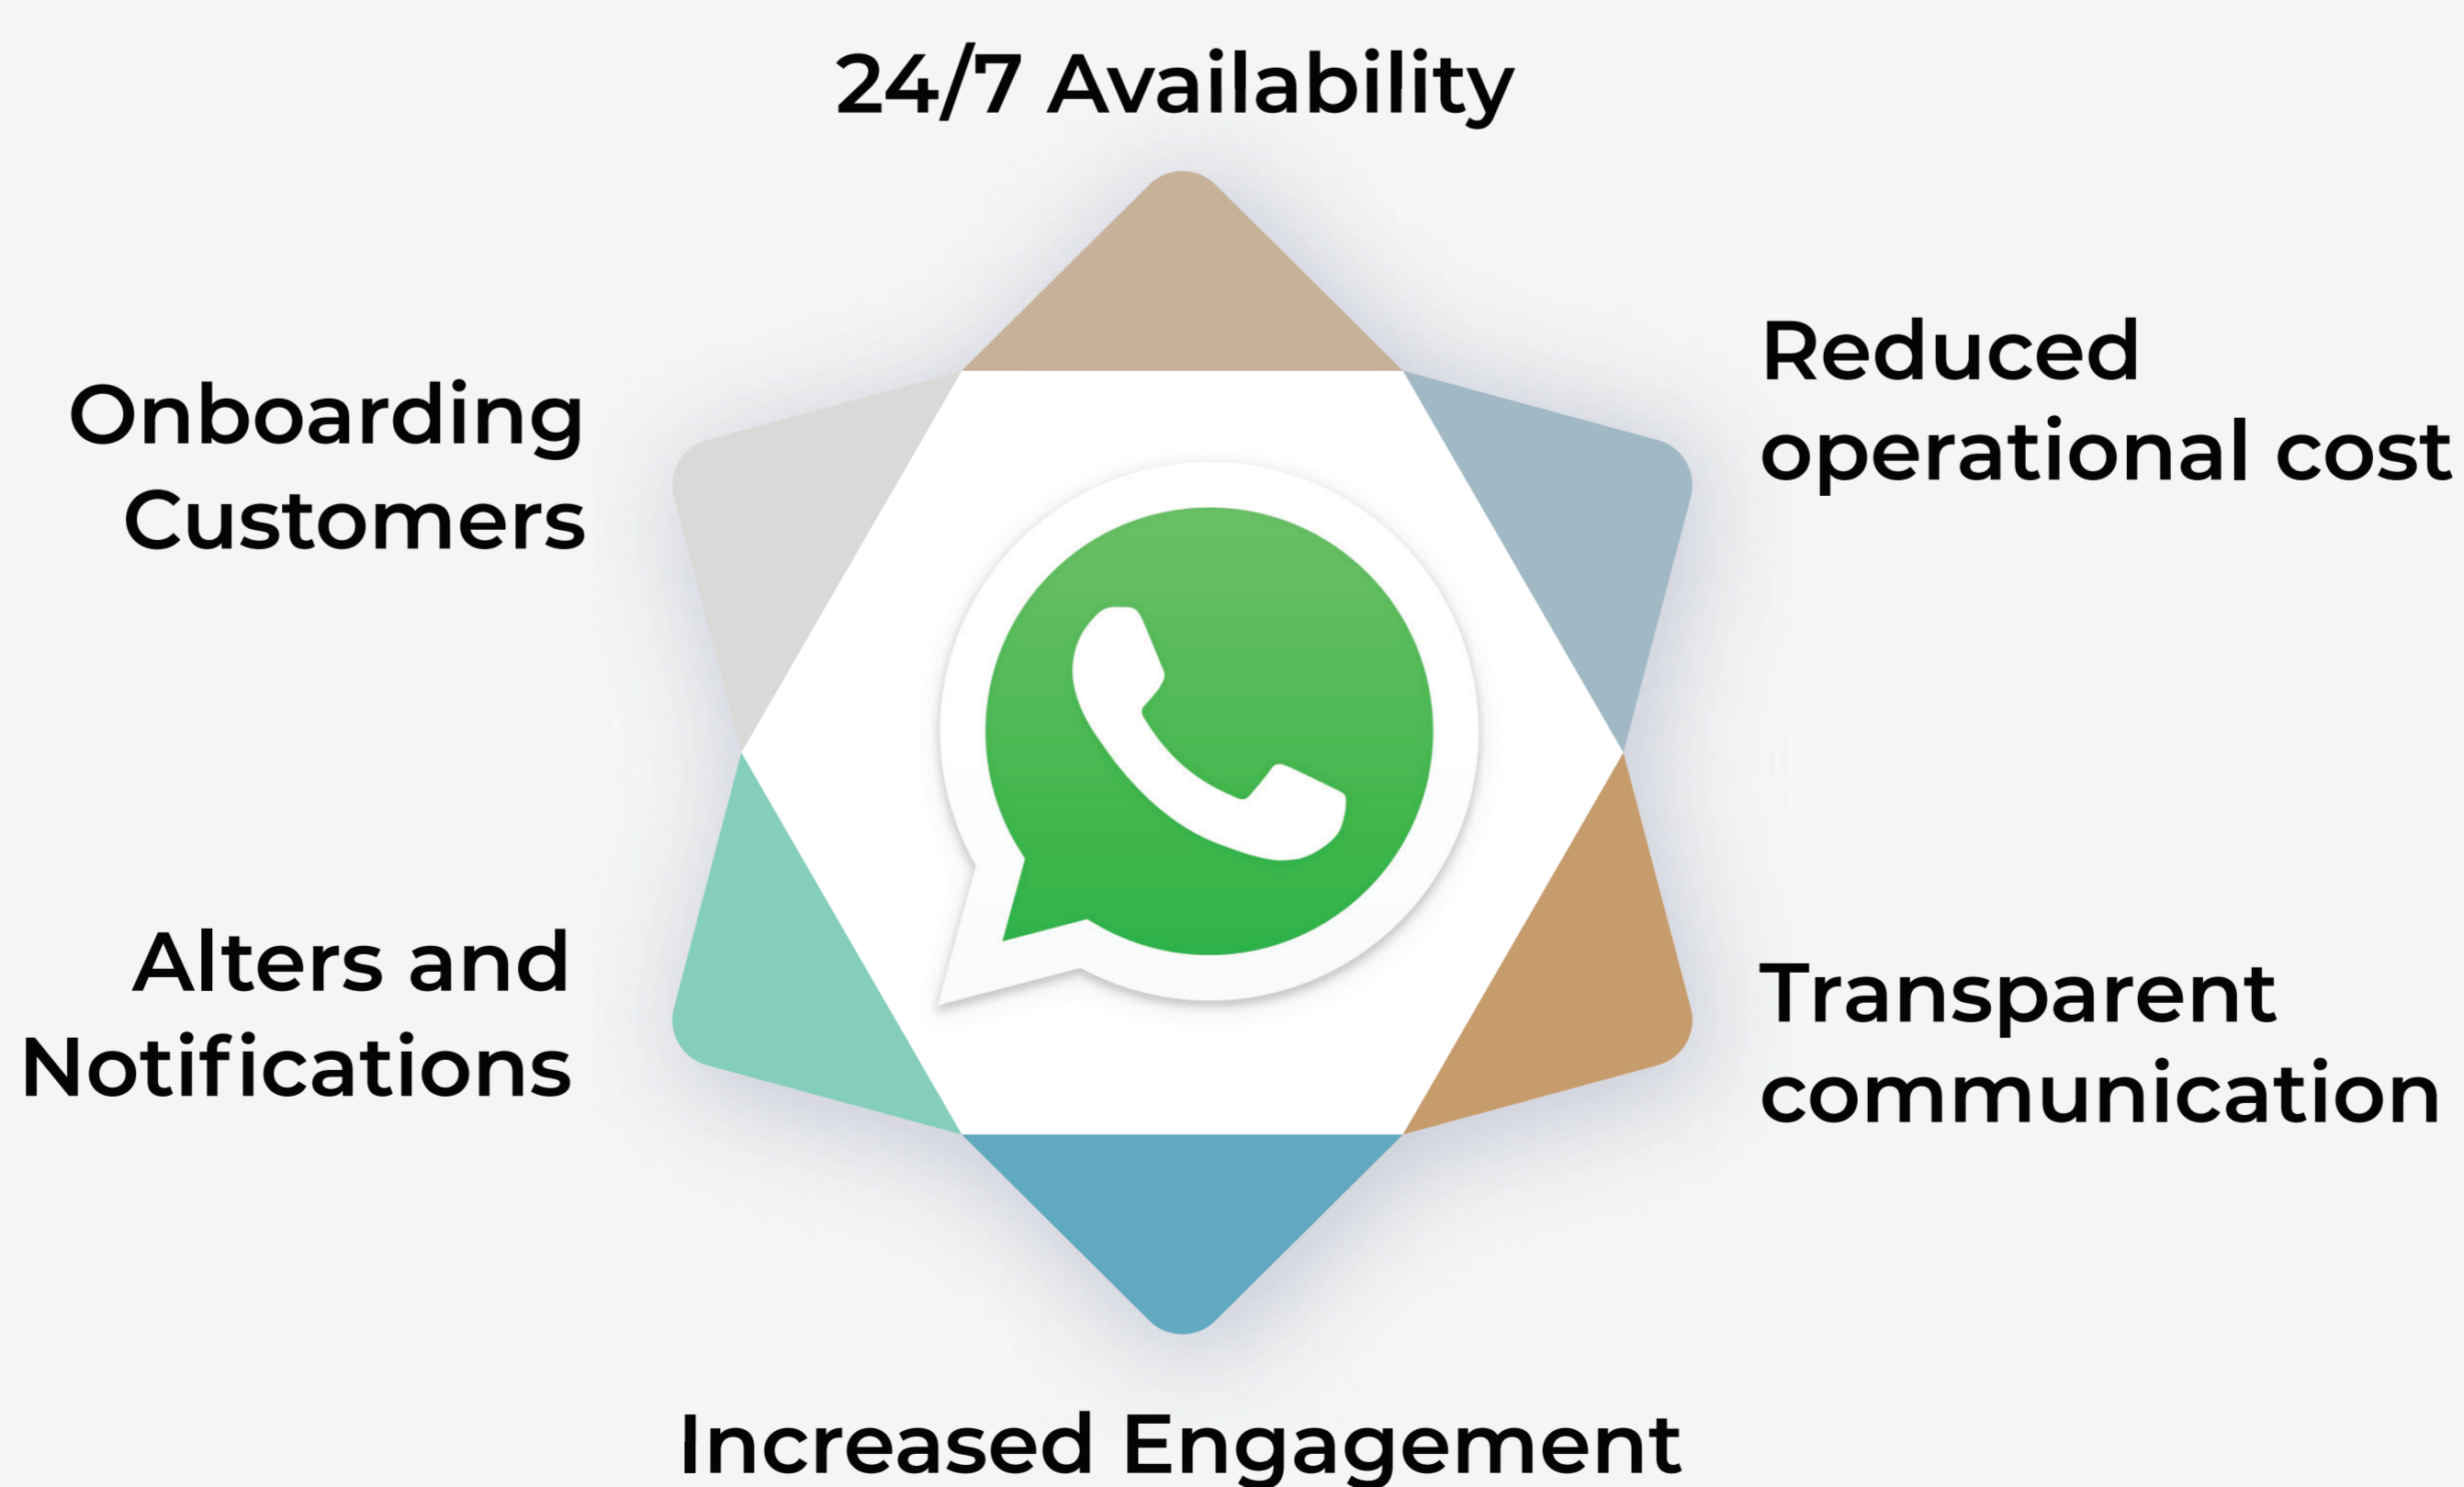 24/7 Availability
Reduced
operational cost
Onboarding
Customers
Alters and
Notifications
Transparent
communication
Increased Engagement